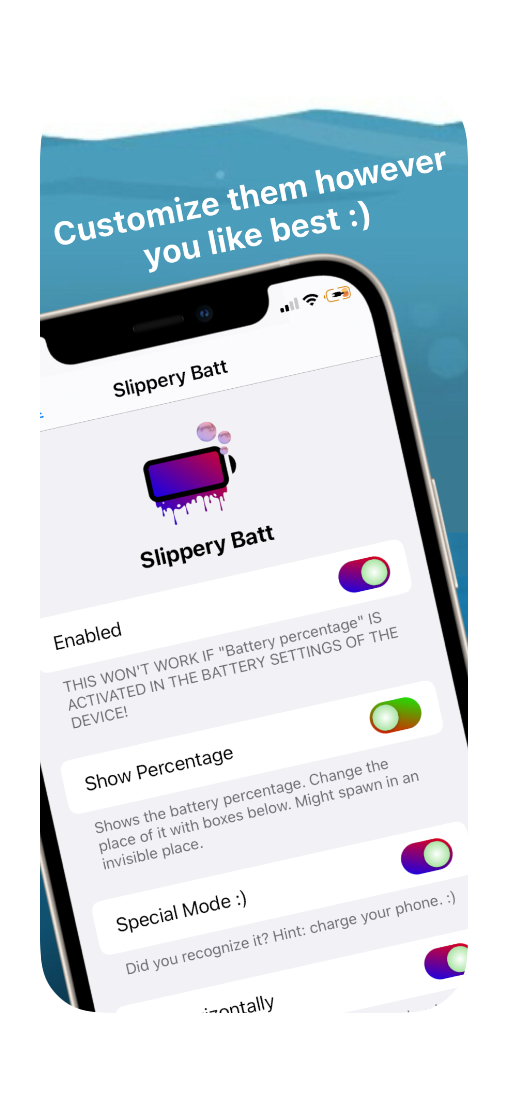 Customize them however
you like best :)
Slippery Batt
Slippery Batt
Enabled
THIS WON'T WORK IF "Battery percentage" IS
ACTIVATED IN THE BATTERY SETTINGS OF THE
DEVICE!
Show Percentage
Shows the battery percentage. Change the
place of it with boxes below. Might spawn in an
invisible place.
Special Mode :)
Did you recognize it? Hint: charge your phone. :)